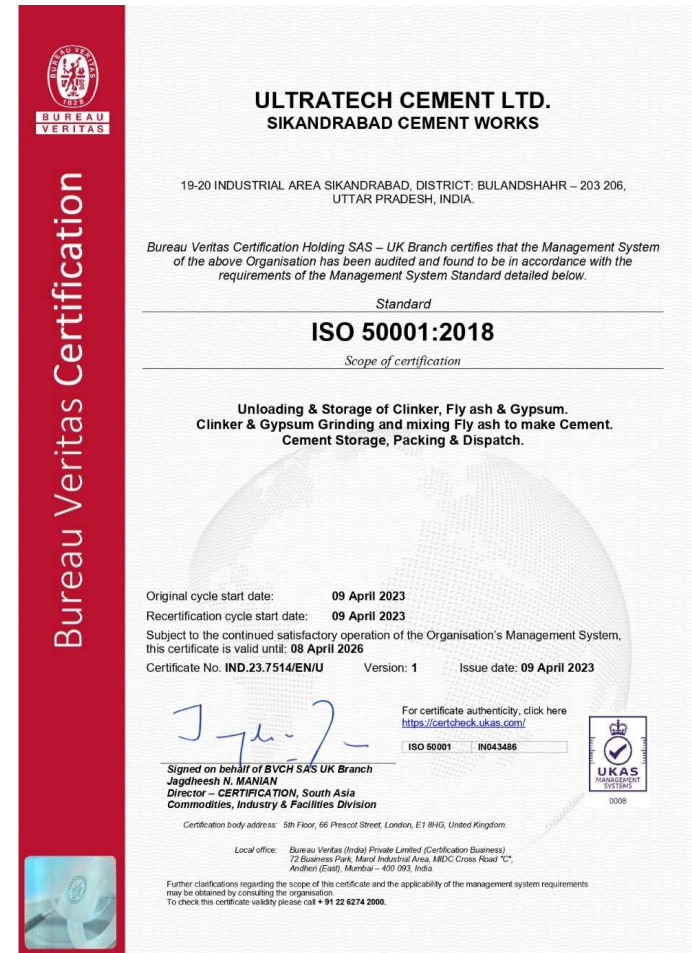 BUREAU VERITAS
1828
BUREAU
VERITAS
Bureau Veritas Certification
ULTRATECH CEMENT LTD.
SIKANDRABAD CEMENT WORKS
19-20 INDUSTRIAL AREA SIKANDRABAD, DISTRICT: BULANDSHAHR – 203 206,
UTTAR PRADESH, INDIA.
Bureau Veritas Certification Holding SAS – UK Branch certifies that the Management System
of the above Organisation has been audited and found to be in accordance with the
requirements of the Management System Standard detailed below.
Standard
ISO 50001:2018
Scope of certification
Unloading & Storage of Clinker, Fly ash & Gypsum.
Clinker & Gypsum Grinding and mixing Fly ash to make Cement.
Cement Storage, Packing & Dispatch.
Original cycle start date: 09 April 2023
Recertification cycle start date: 09 April 2023
Subject to the continued satisfactory operation of the Organisation's Management System,
this certificate is valid until: 08 April 2026
Certificate No. IND.23.7514/EN/U Version: 1 Issue date: 09 April 2023
For certificate authenticity, click here
https://certcheck.ukas.com/
ISO 50001 IN043486
UKAS
MANAGEMENT
SYSTEMS
0008
Signed on behalf of BVCH SAS UK Branch
Jagdheesh N. MANIAN
Director – CERTIFICATION, South Asia
Commodities, Industry & Facilities Division
Certification body address: 5th Floor, 66 Prescot Street, London, E1 8HG, United Kingdom.
Local office: Bureau Veritas (India) Private Limited (Certification Business)
72 Business Park, Marol Industrial Area, MIDC Cross Road "C",
Andheri (East), Mumbai – 400 093, India.
Further clarifications regarding the scope of this certificate and the applicability of the management system requirements
may be obtained by consulting the organisation.
To check this certificate validity please call + 91 22 6274 2000.